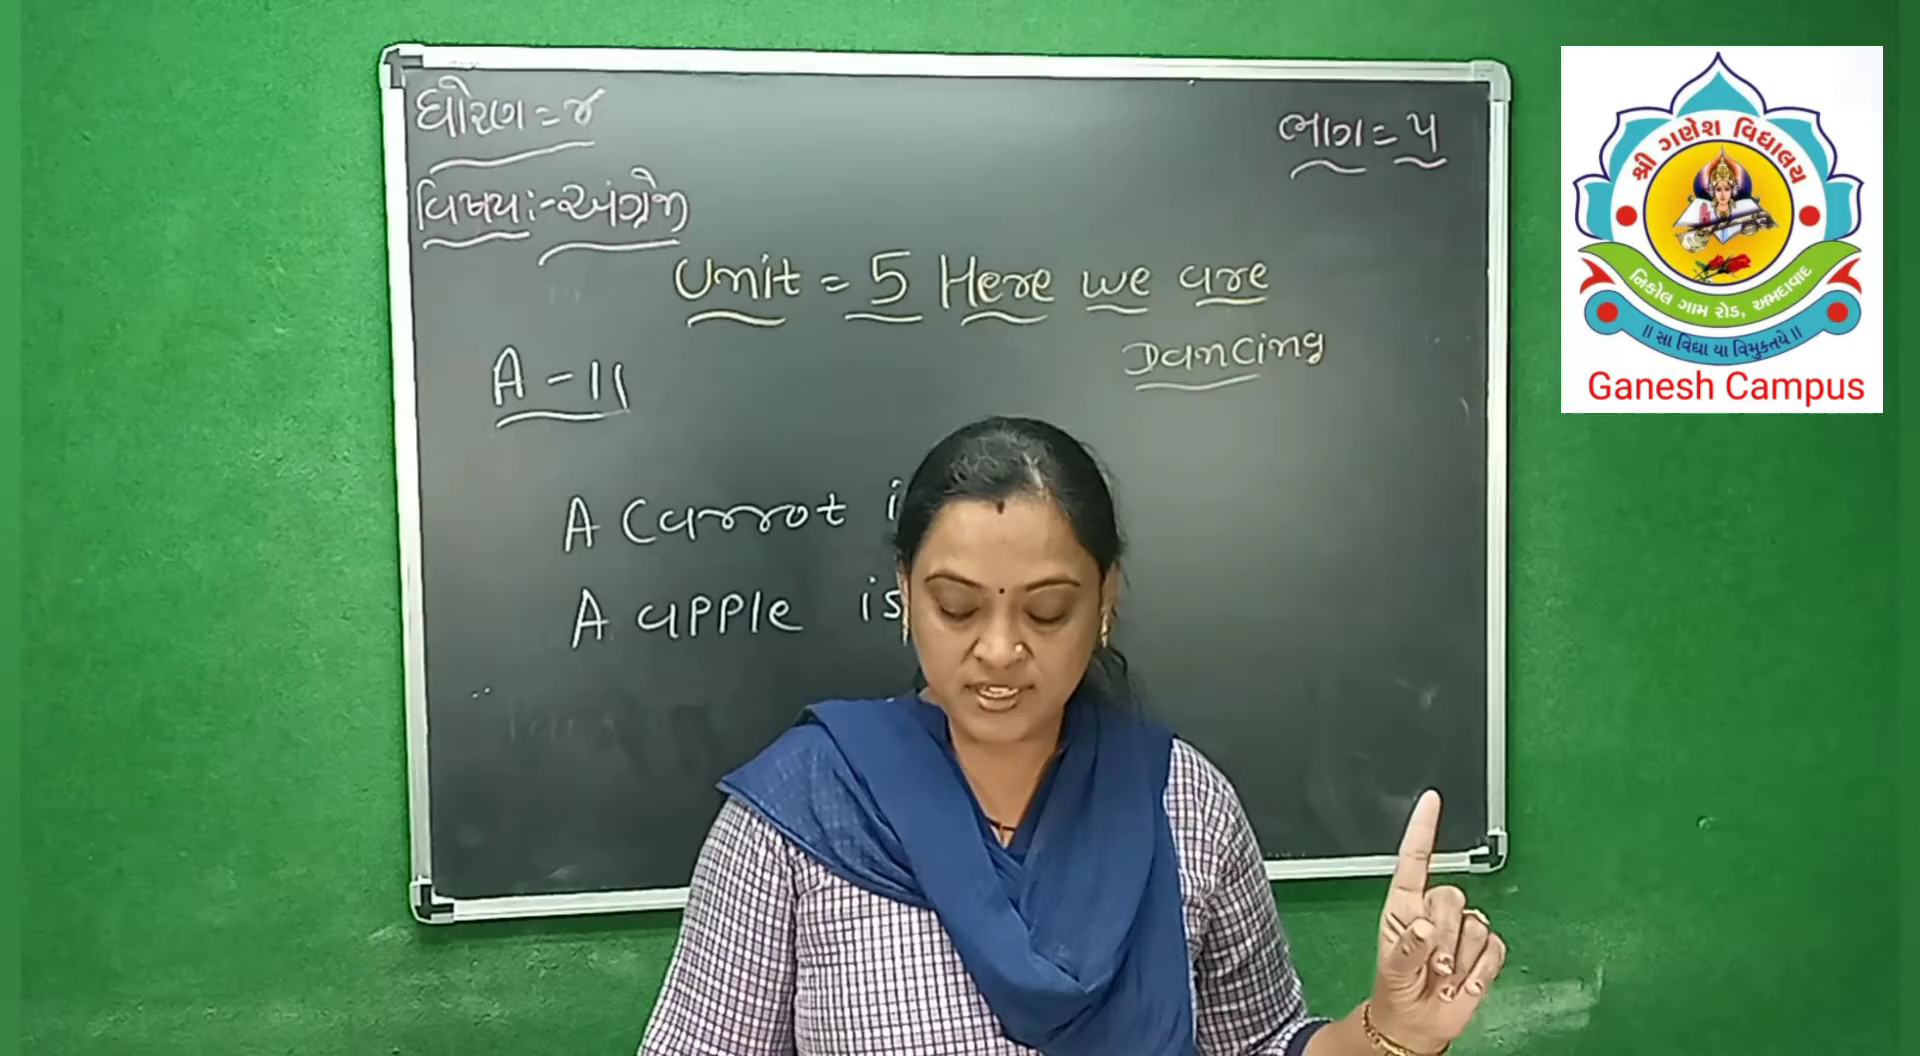 ધોરણ = ૪
ભાગ = ૫
વિષય :- અંગ્રેજી
Unit = 5 Here we are
Dancing
A - 11
A Carrot i
A apple is
શ્રી ગણેશ વિદ્યાલય
નિકોલ ગામ રોડ, અમદાવાદ
॥ સા વિદ્યા યા વિમુક્તયે ॥
Ganesh Campus